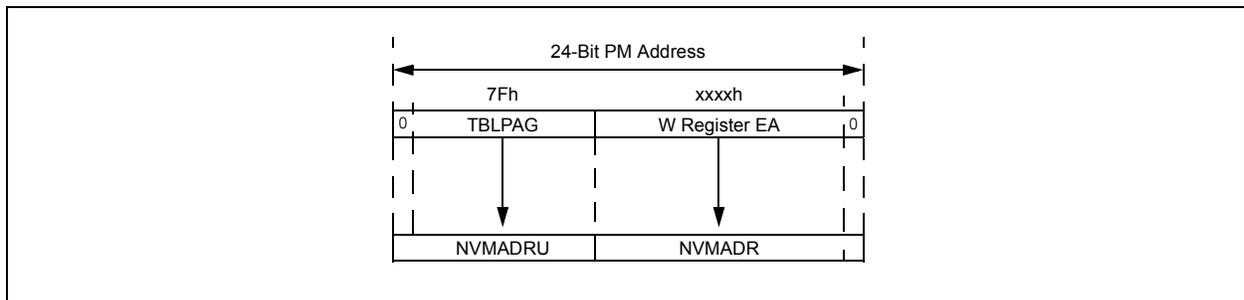 24-Bit PM Address
7Fh xxxxh
0 TBLPAG W Register EA 0
NVMADRU NVMADR